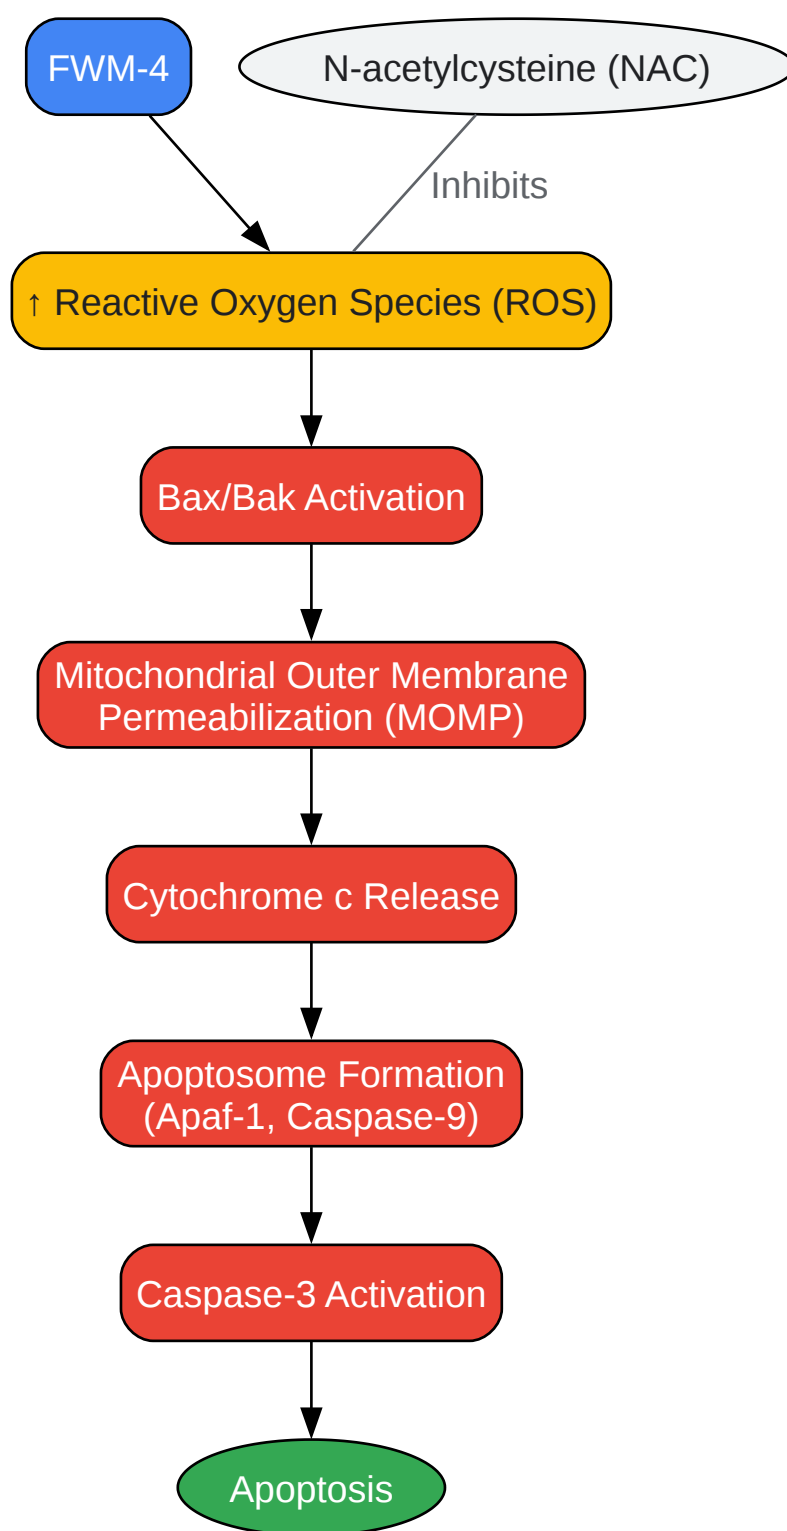 FWM-4
N-acetylcysteine (NAC)
Inhibits
↑ Reactive Oxygen Species (ROS)
Bax/Bak Activation
Mitochondrial Outer Membrane
Permeabilization (MOMP)
Cytochrome c Release
Apoptosome Formation
(Apaf-1, Caspase-9)
Caspase-3 Activation
Apoptosis